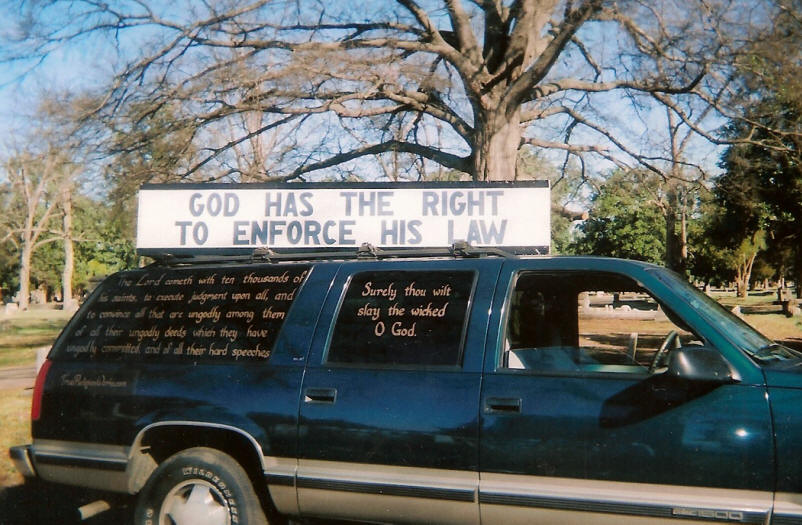 GOD HAS THE RIGHT
TO ENFORCE HIS LAW
The Lord cometh with ten thousands of
his saints, to execute judgment upon all, and
to convince all that are ungodly among them
of all their ungodly deeds which they have
ungodly committed, and of all their hard speeches
Surely thou wilt
slay the wicked
O God.